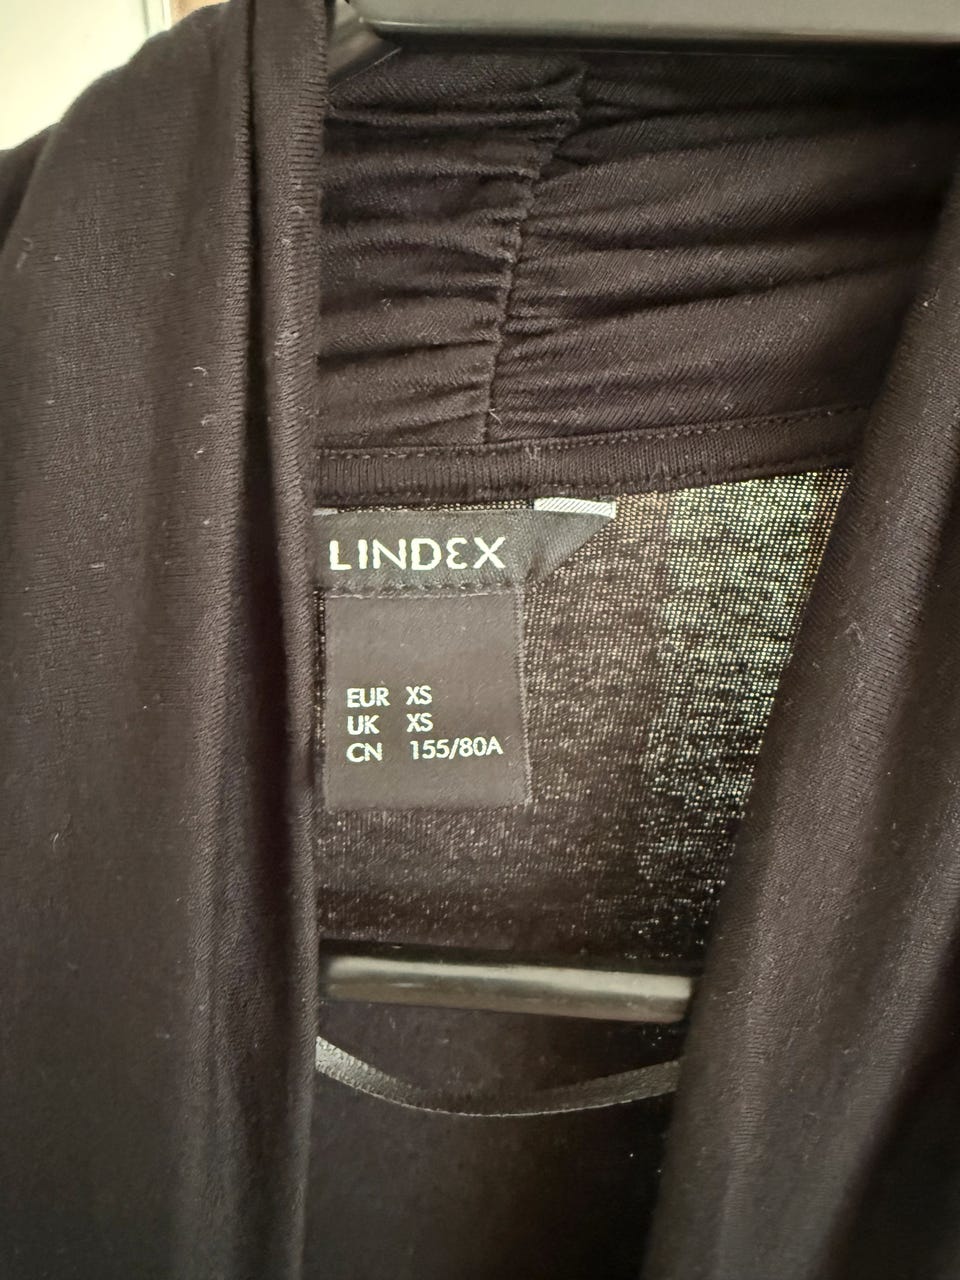 LINDEX
EUR XS
UK XS
CN 155/80A